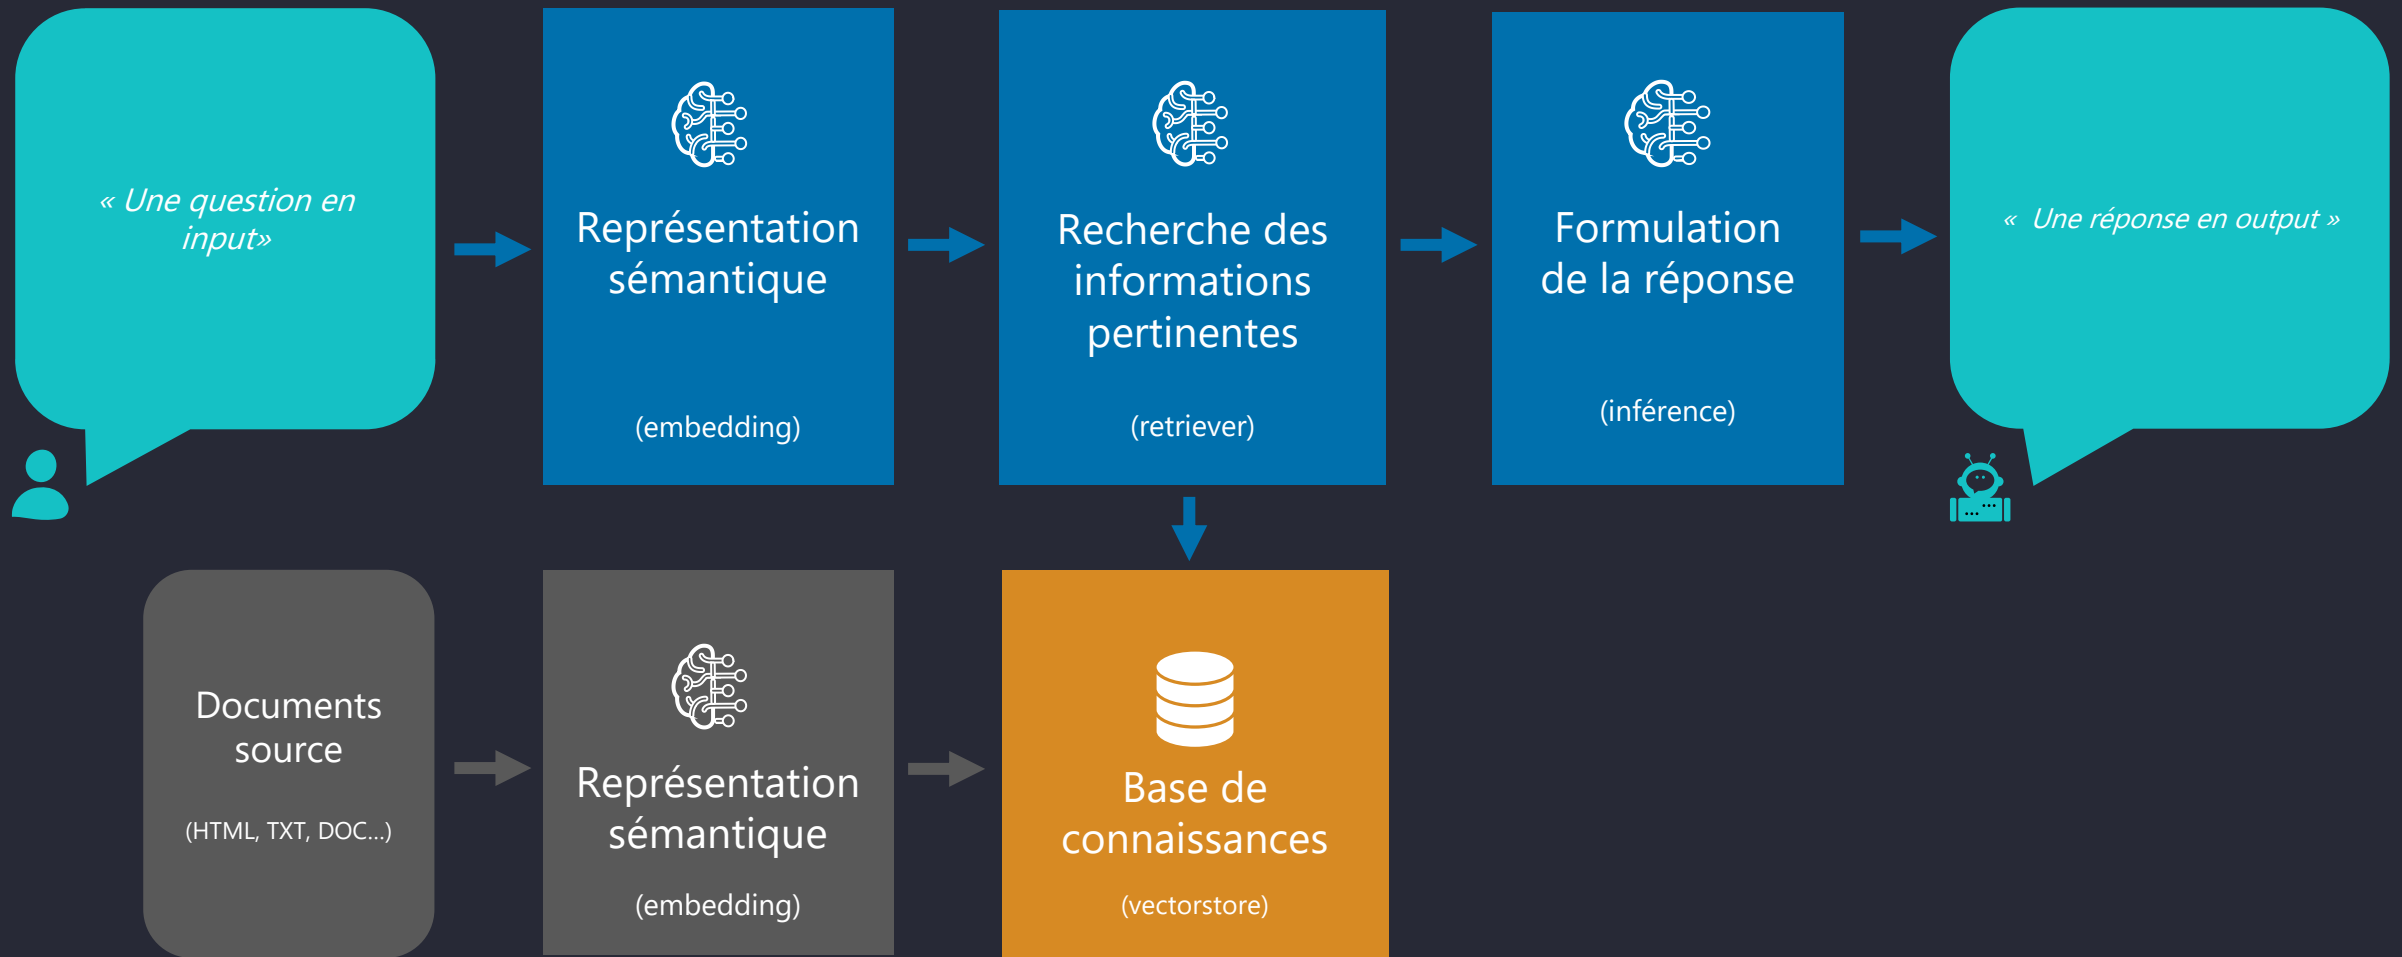 « Une question en
input»
Représentation
sémantique
(embedding)
Recherche des
informations
pertinentes
(retriever)
Formulation
de la réponse
(inférence)
« Une réponse en output »
Documents
source
(HTML, TXT, DOC...)
Représentation
sémantique
(embedding)
Base de
connaissances
(vectorstore)